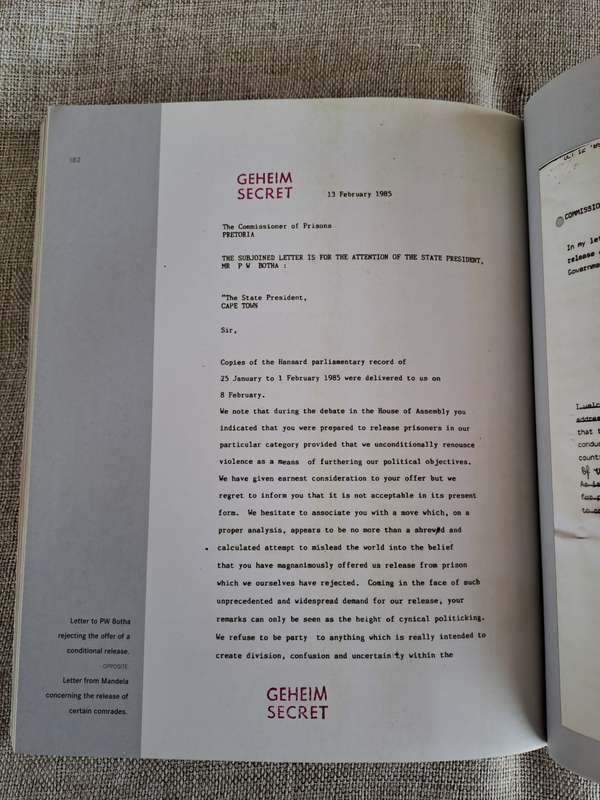 182
GEHEIM
SECRET
13 February 1985
The Commissioner of Prisons
PRETORIA
THE SUBJOINED LETTER IS FOR THE ATTENTION OF THE STATE PRESIDENT,
MR P W BOTHA :
"The State President,
CAPE TOWN
Sir,
Copies of the Hansard parliamentary record of
25 January to 1 February 1985 were delivered to us on
8 February.
We note that during the debate in the House of Assembly you
indicated that you were prepared to release prisoners in our
particular category provided that we unconditionally renounce
violence as a means of furthering our political objectives.
We have given earnest consideration to your offer but we
regret to inform you that it is not acceptable in its present
form. We hesitate to associate you with a move which, on a
proper analysis, appears to be no more than a shrewd and
calculated attempt to mislead the world into the belief
that you have magnanimously offered us release from prison
which we ourselves have rejected. Coming in the face of such
unprecedented and widespread demand for our release, your
remarks can only be seen as the height of cynical politicking.
We refuse to be party to anything which is really intended to
create division, confusion and uncertainty within the
GEHEIM
SECRET
Letter to PW Botha
rejecting the offer of a
conditional release.
OPPOSITE:
Letter from Mandela
concerning the release of
certain comrades.
In my
release
that